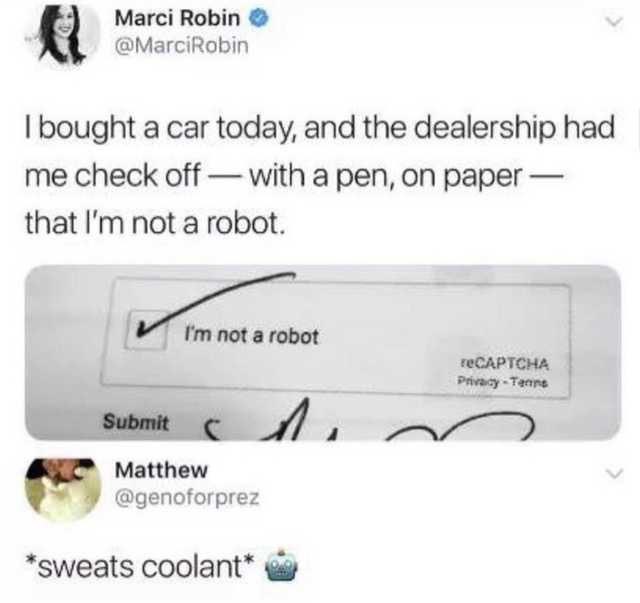 Marci Robin
@MarciRobin
I bought a car today, and the dealership had
me check off — with a pen, on paper —
that I'm not a robot.
I'm not a robot
reCAPTCHA
Privacy - Terms
Submit
Matthew
@genoforprez
*sweats coolant* 🤖